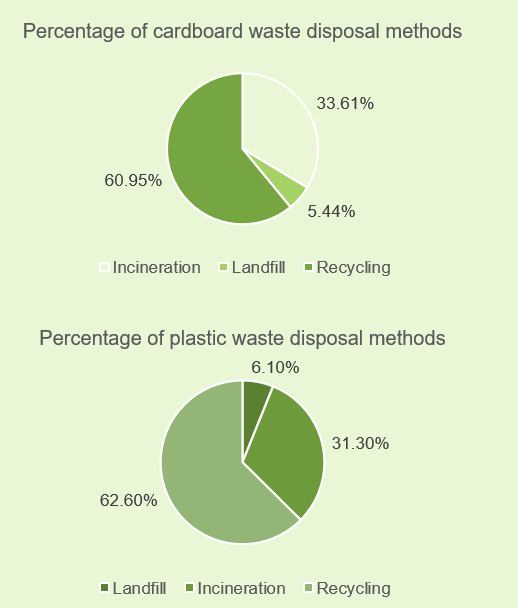 Percentage of cardboard waste disposal methods
33.61%
60.95%
5.44%
Incineration Landfill Recycling
Percentage of plastic waste disposal methods
6.10%
31.30%
62.60%
Landfill Incineration Recycling